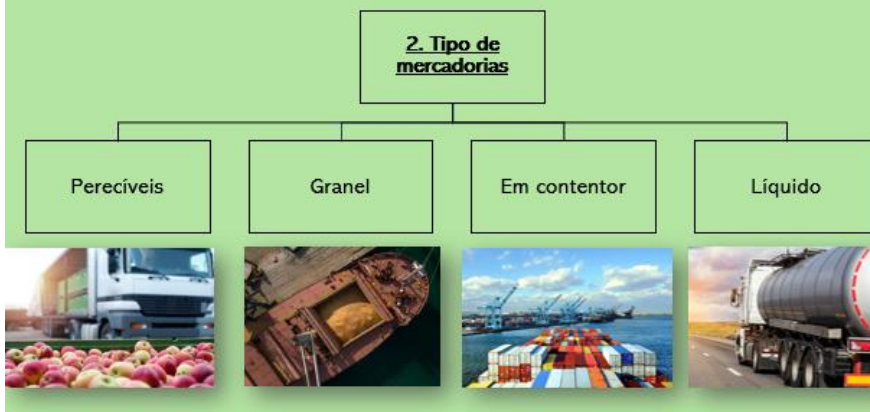 2. Tipo de
mercadorias
Perecíveis
Granel
Em contentor
Líquido